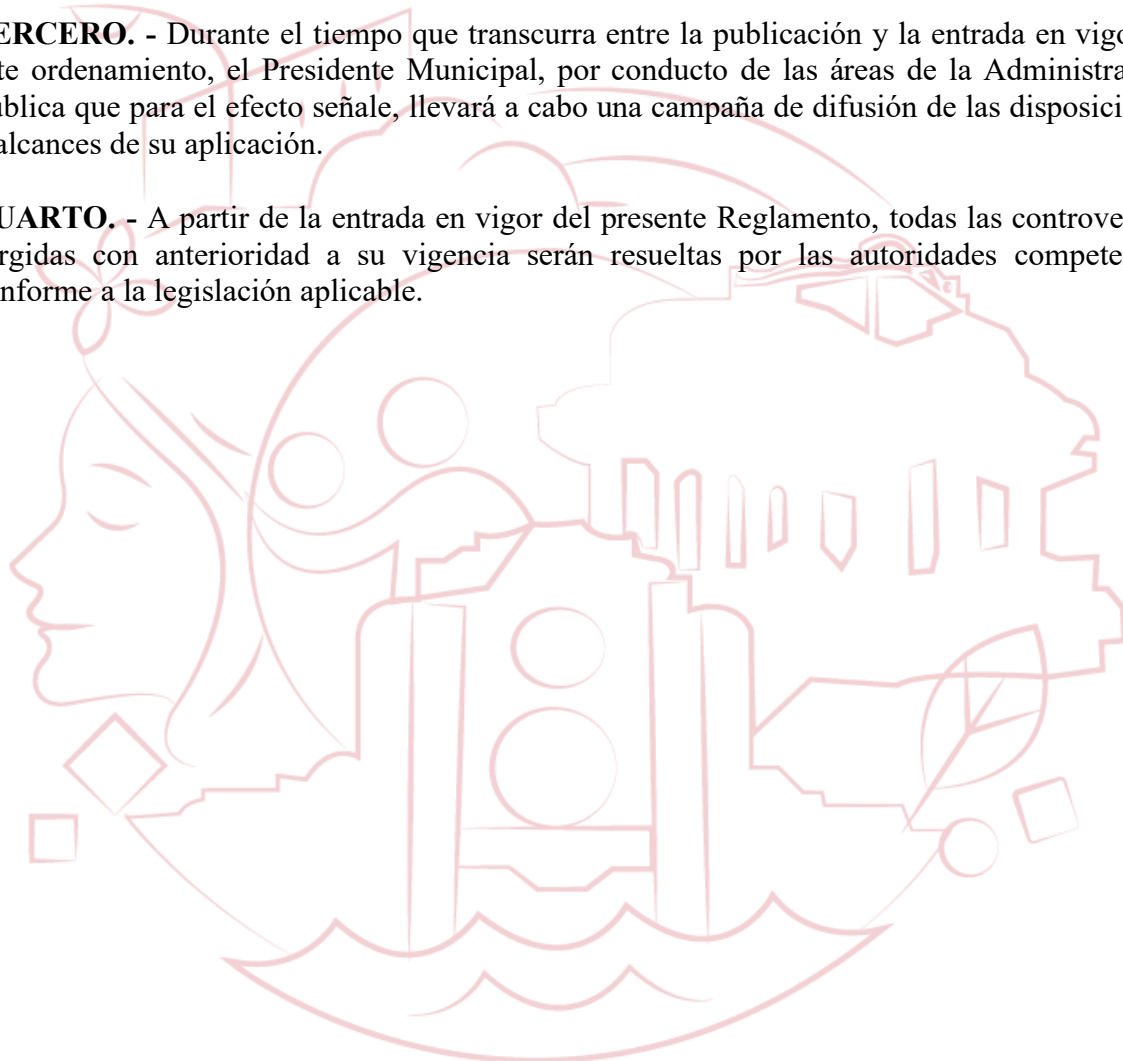 ERCERO. - Durante el tiempo que transcurra entre la publicación y la entrada en vigo
te ordenamiento, el Presidente Municipal, por conducto de las áreas de la Administra
ública que para el efecto señale, llevará a cabo una campaña de difusión de las disposici
alcances de su aplicación.
UARTO. - A partir de la entrada en vigor del presente Reglamento, todas las controve
rgidas con anterioridad a su vigencia serán resueltas por las autoridades compete
nforme a la legislación aplicable.